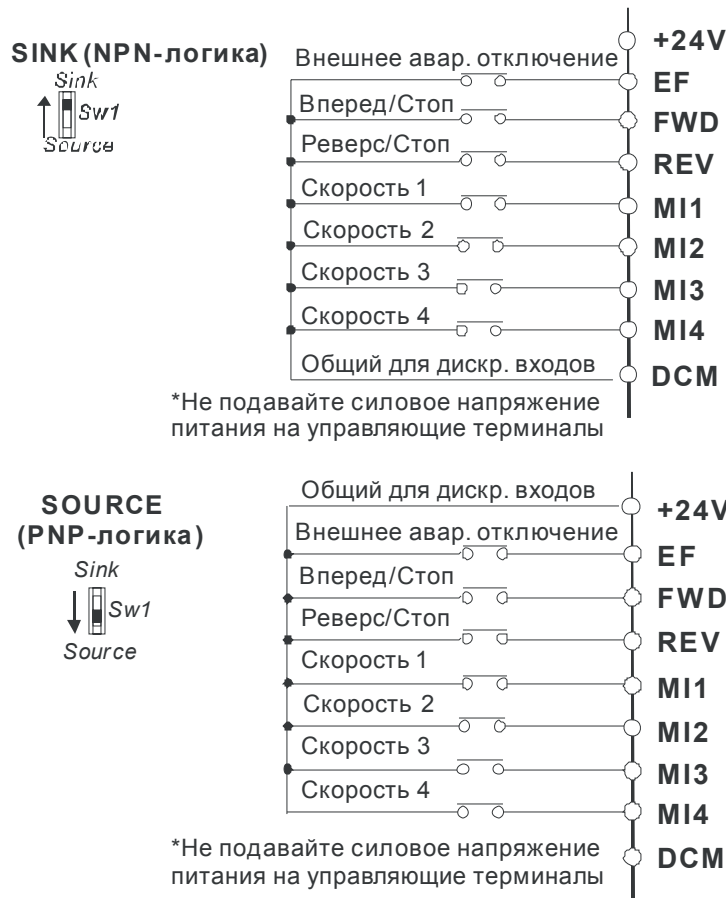 SINK (NPN-логика)
Sink
Sw1
Source
Внешнее авар. отключение
Вперед/Стоп
Реверс/Стоп
Скорость 1
Скорость 2
Скорость 3
Скорость 4
Общий для дискр. входов
+24V
EF
FWD
REV
MI1
MI2
MI3
MI4
DCM
*Не подавайте силовое напряжение
питания на управляющие терминалы
SOURCE
(PNP-логика)
Sink
Sw1
Source
Общий для дискр. входов
Внешнее авар. отключение
Вперед/Стоп
Реверс/Стоп
Скорость 1
Скорость 2
Скорость 3
Скорость 4
+24V
EF
FWD
REV
MI1
MI2
MI3
MI4
DCM
*Не подавайте силовое напряжение
питания на управляющие терминалы